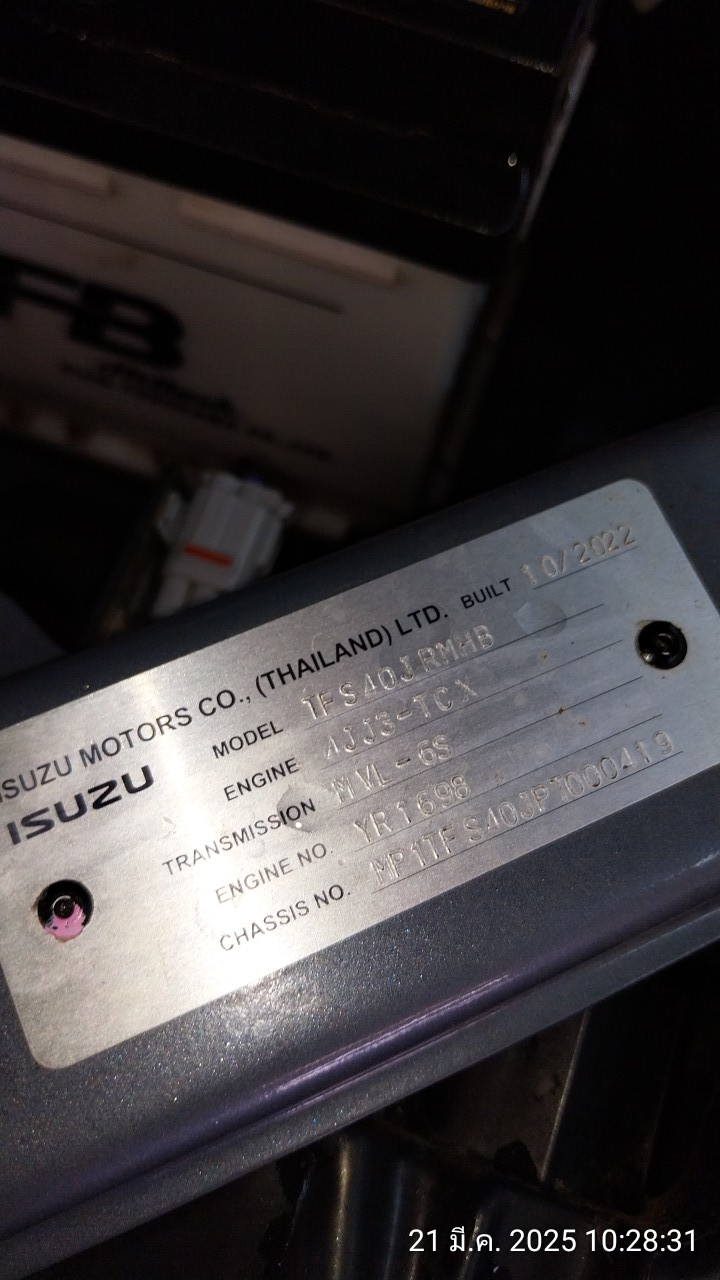 FB
ISUZU MOTORS CO., (THAILAND) LTD. BUILT 10/2022
ISUZU
MODEL TFS40JRMHB
ENGINE 4JJ3-TCX
TRANSMISSION MVL-6S
ENGINE NO. YR1698
CHASSIS NO. MP1TFS40JPT000419
21 มี.ค. 2025 10:28:31